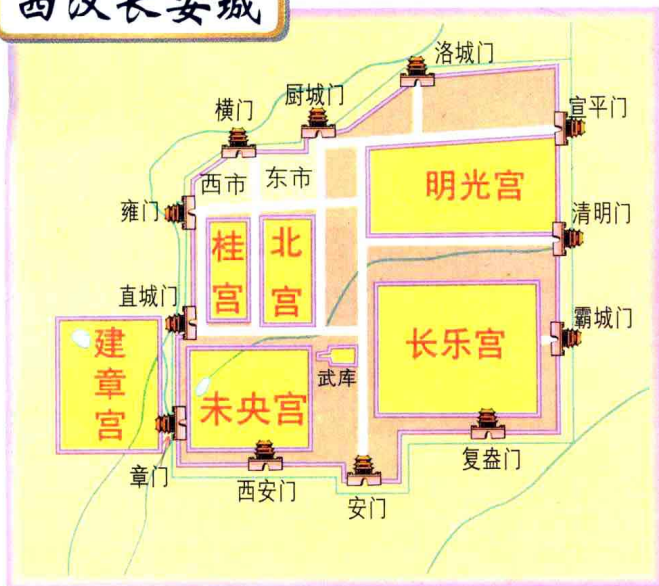 西汉长安城
洛城门
厨城门
横门
宣平门
西市
东市
明光宫
雍门
清明门
桂宫
北宫
直城门
霸城门
建章宫
长乐宫
武库
未央宫
章门
西安门
安门
复盎门